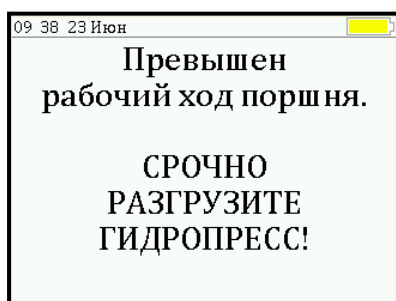 09 38 23 Июн
Превышен
рабочий ход поршня.
СРОЧНО
РАЗГРУЗИТЕ
ГИДРОПРЕСС!